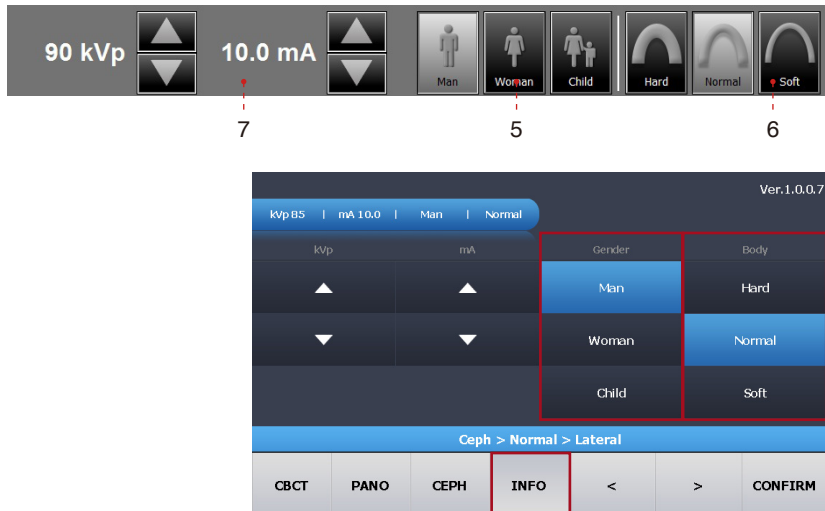 90 kVp 10.0 mA Man Woman Child Hard Normal Soft
7 5 6
Ver.1.0.0.7
kVp 85 | mA 10.0 | Man | Normal
kVp mA Gender Body
Man Hard
Woman Normal
Child Soft
Ceph > Normal > Lateral
CBCT PANO CEPH INFO < > CONFIRM